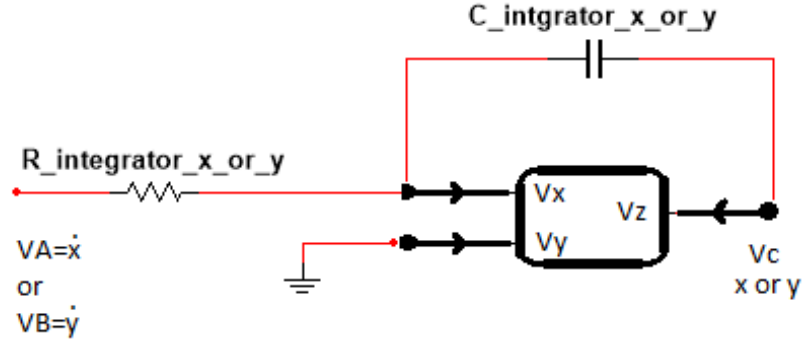 C_intgrator_x_or_y
R_integrator_x_or_y
Vx
Vz
Vy
VA=ẋ
or
VB=ẏ
Vc
x or y